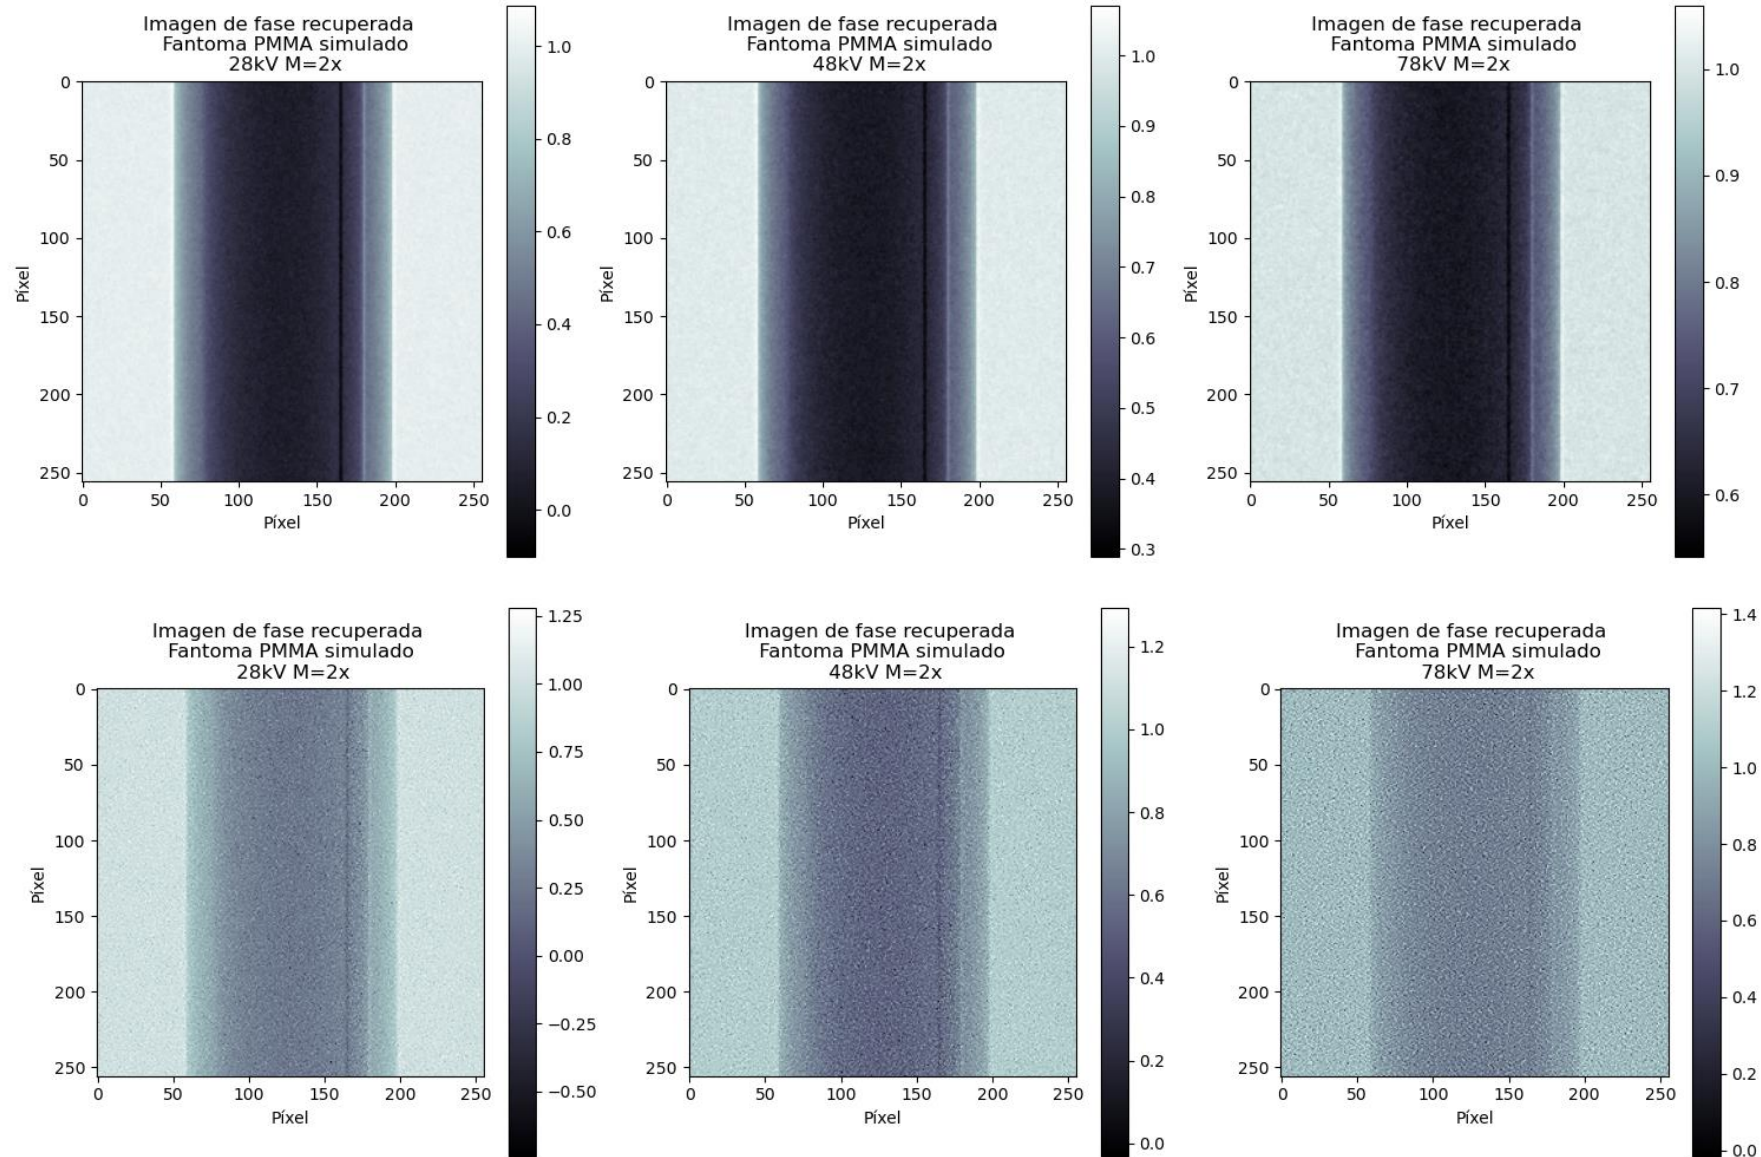 Imagen de fase recuperada
Fantoma PMMA simulado
28kV M=2x
0
50
100
150
200
250
Píxel
0 50 100 150 200 250
Píxel
1.0
0.8
0.6
0.4
0.2
0.0
Imagen de fase recuperada
Fantoma PMMA simulado
48kV M=2x
0
50
100
150
200
250
Píxel
0 50 100 150 200 250
Píxel
1.0
0.9
0.8
0.7
0.6
0.5
0.4
0.3
Imagen de fase recuperada
Fantoma PMMA simulado
78kV M=2x
0
50
100
150
200
250
Píxel
0 50 100 150 200 250
Píxel
1.0
0.9
0.8
0.7
0.6
Imagen de fase recuperada
Fantoma PMMA simulado
28kV M=2x
0
50
100
150
200
250
Píxel
0 50 100 150 200 250
Píxel
1.25
1.00
0.75
0.50
0.25
0.00
−0.25
−0.50
Imagen de fase recuperada
Fantoma PMMA simulado
48kV M=2x
0
50
100
150
200
250
Píxel
0 50 100 150 200 250
Píxel
1.2
1.0
0.8
0.6
0.4
0.2
0.0
Imagen de fase recuperada
Fantoma PMMA simulado
78kV M=2x
0
50
100
150
200
250
Píxel
0 50 100 150 200 250
Píxel
1.4
1.2
1.0
0.8
0.6
0.4
0.2
0.0